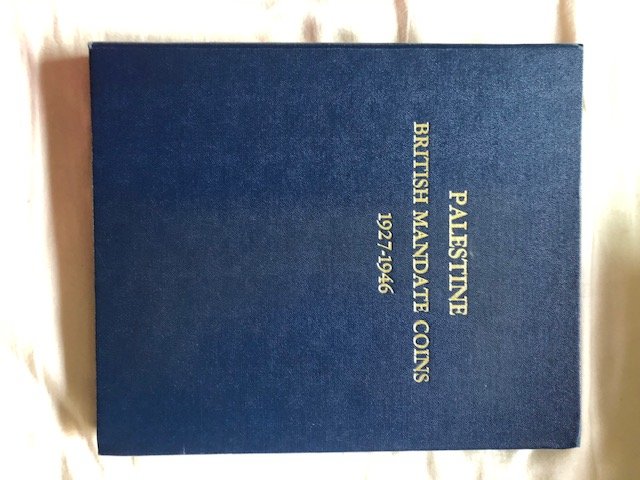 PALESTINE
BRITISH MANDATE COINS
1927-1946